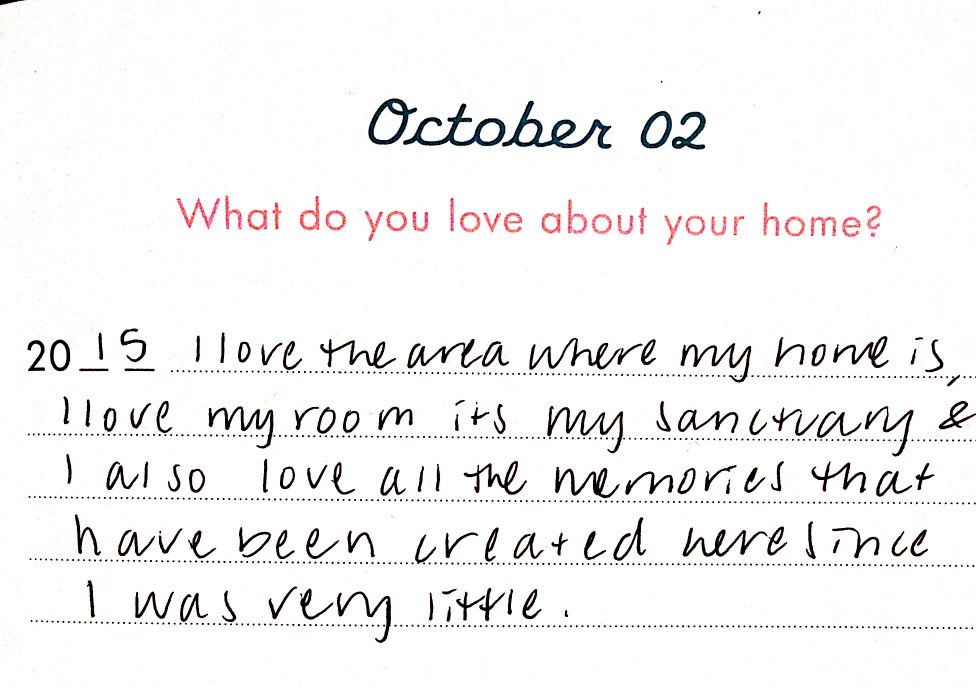 October 02
What do you love about your home?
2015 I love the area where my home is,
I love my room its my sanctuary &
I also love all the memories that
have been created here since
I was very little.